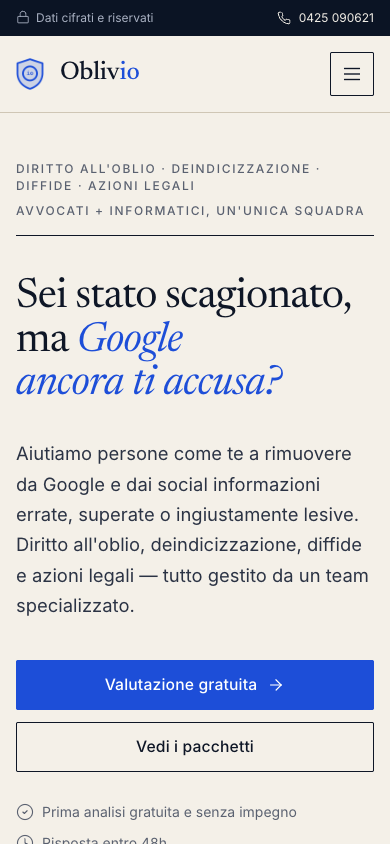 Dati cifrati e riservati
0425 090621
Oblivio
DIRITTO ALL'OBLIO · DEINDICIZZAZIONE ·
DIFFIDE · AZIONI LEGALI
AVVOCATI + INFORMATICI, UN'UNICA SQUADRA
Sei stato scagionato,
ma Google
ancora ti accusa?
Aiutiamo persone come te a rimuovere
da Google e dai social informazioni
errate, superate o ingiustamente lesive.
Diritto all'oblio, deindicizzazione, diffide
e azioni legali — tutto gestito da un team
specializzato.
Valutazione gratuita
Vedi i pacchetti
Prima analisi gratuita e senza impegno
Risposta entro 48h